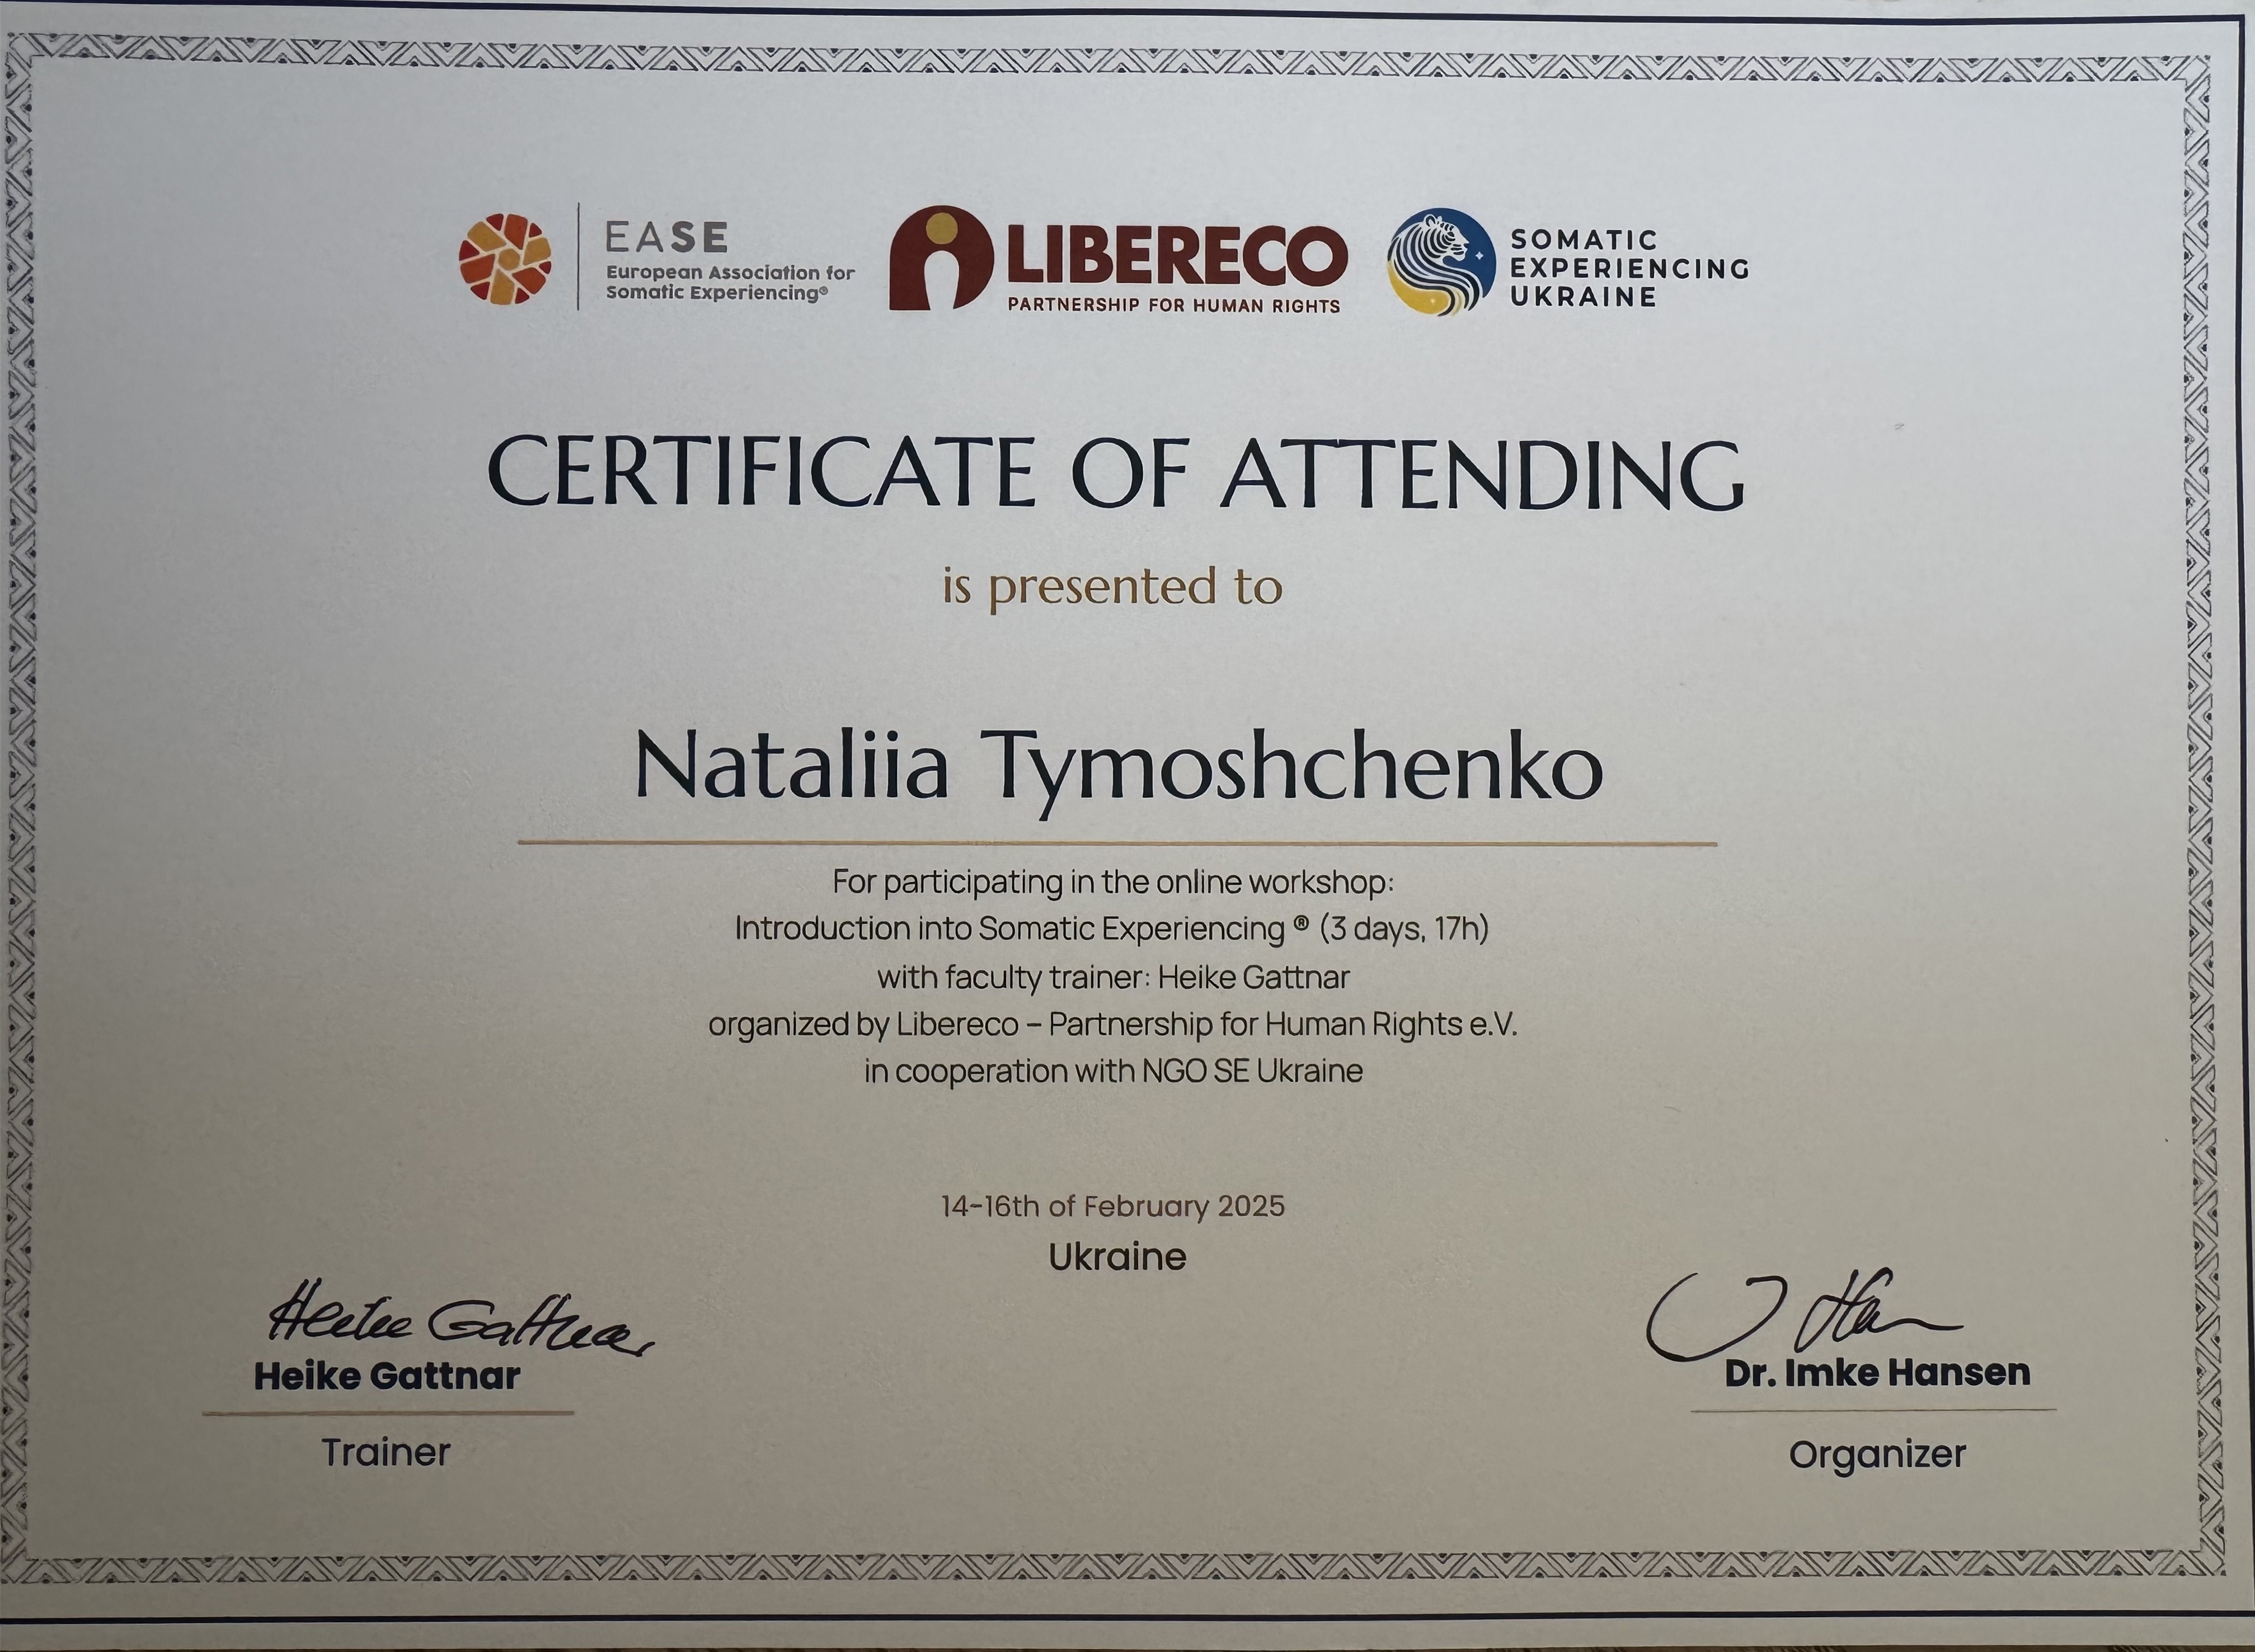 EASE
European Association for
Somatic Experiencing®
LIBERECO
PARTNERSHIP FOR HUMAN RIGHTS
SOMATIC
EXPERIENCING
UKRAINE
CERTIFICATE OF ATTENDING
is presented to
Nataliia Tymoshchenko
For participating in the online workshop:
Introduction into Somatic Experiencing ® (3 days, 17h)
with faculty trainer: Heike Gattnar
organized by Libereco – Partnership for Human Rights e.V.
in cooperation with NGO SE Ukraine
14-16th of February 2025
Ukraine
Heike Gattnar
Heike Gattnar
Trainer
Dr. Imke Hansen
Organizer